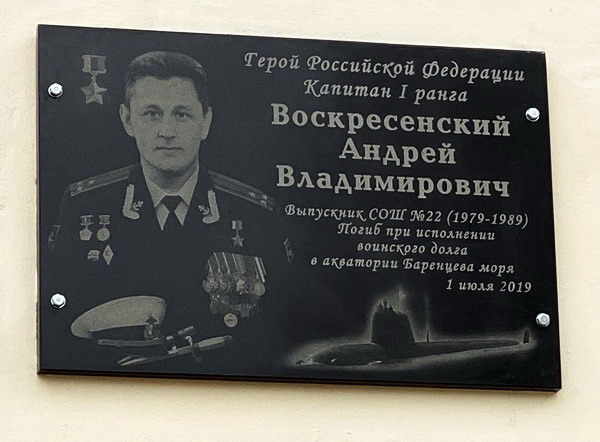 Герой Российской Федерации
Капитан I ранга
Воскресенский
Андрей
Владимирович
Выпускник СОШ №22 (1979-1989)
Погиб при исполнении
воинского долга
в акватории Баренцева моря
1 июля 2019